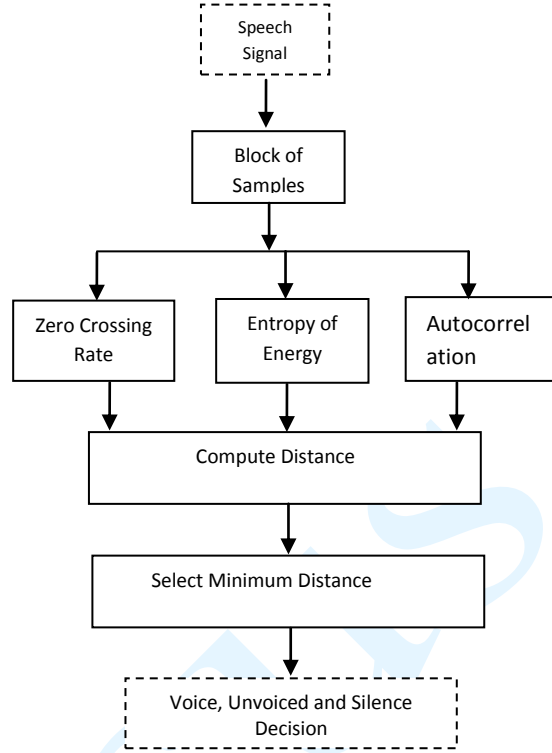 Speech
Signal
Block of
Samples
Zero Crossing
Rate
Entropy of
Energy
Autocorrel
ation
Compute Distance
Select Minimum Distance
Voice, Unvoiced and Silence
Decision